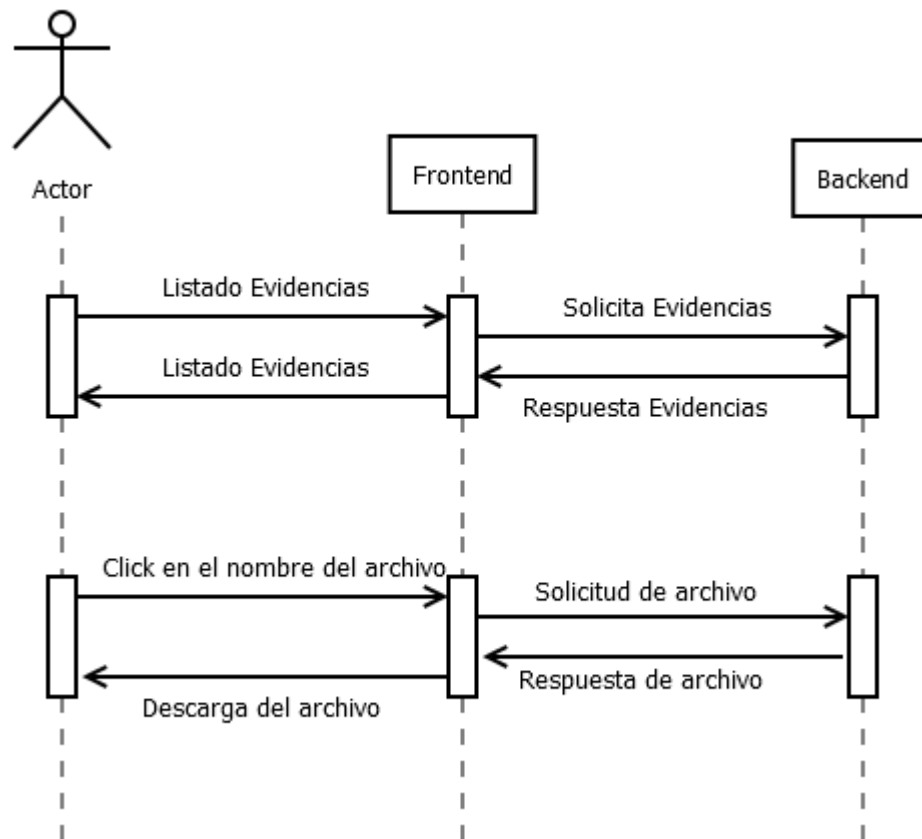 Actor
Frontend
Backend
Listado Evidencias
Solicita Evidencias
Listado Evidencias
Respuesta Evidencias
Click en el nombre del archivo
Solicitud de archivo
Respuesta de archivo
Descarga del archivo